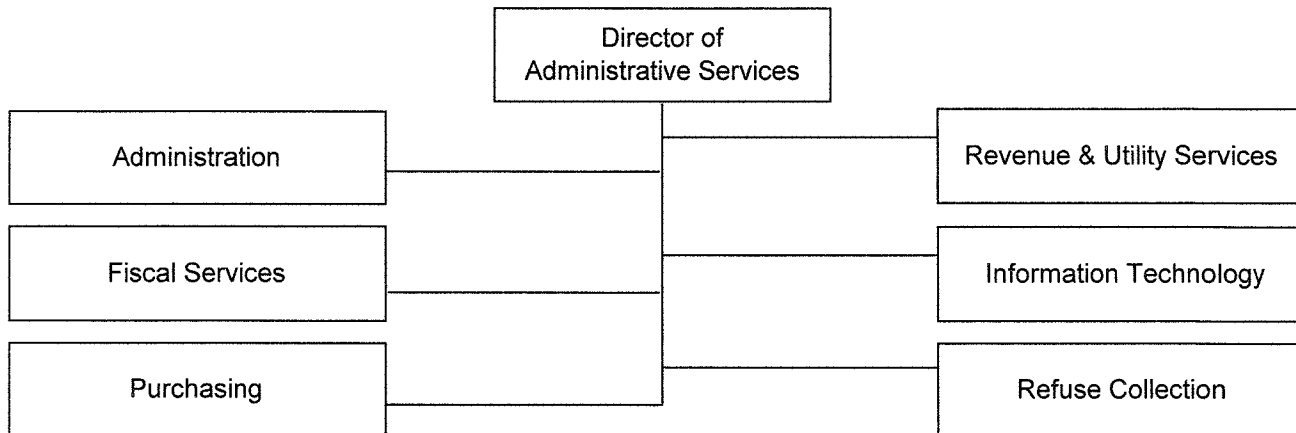 Director of
Administrative Services
Administration
Revenue & Utility Services
Fiscal Services
Information Technology
Purchasing
Refuse Collection